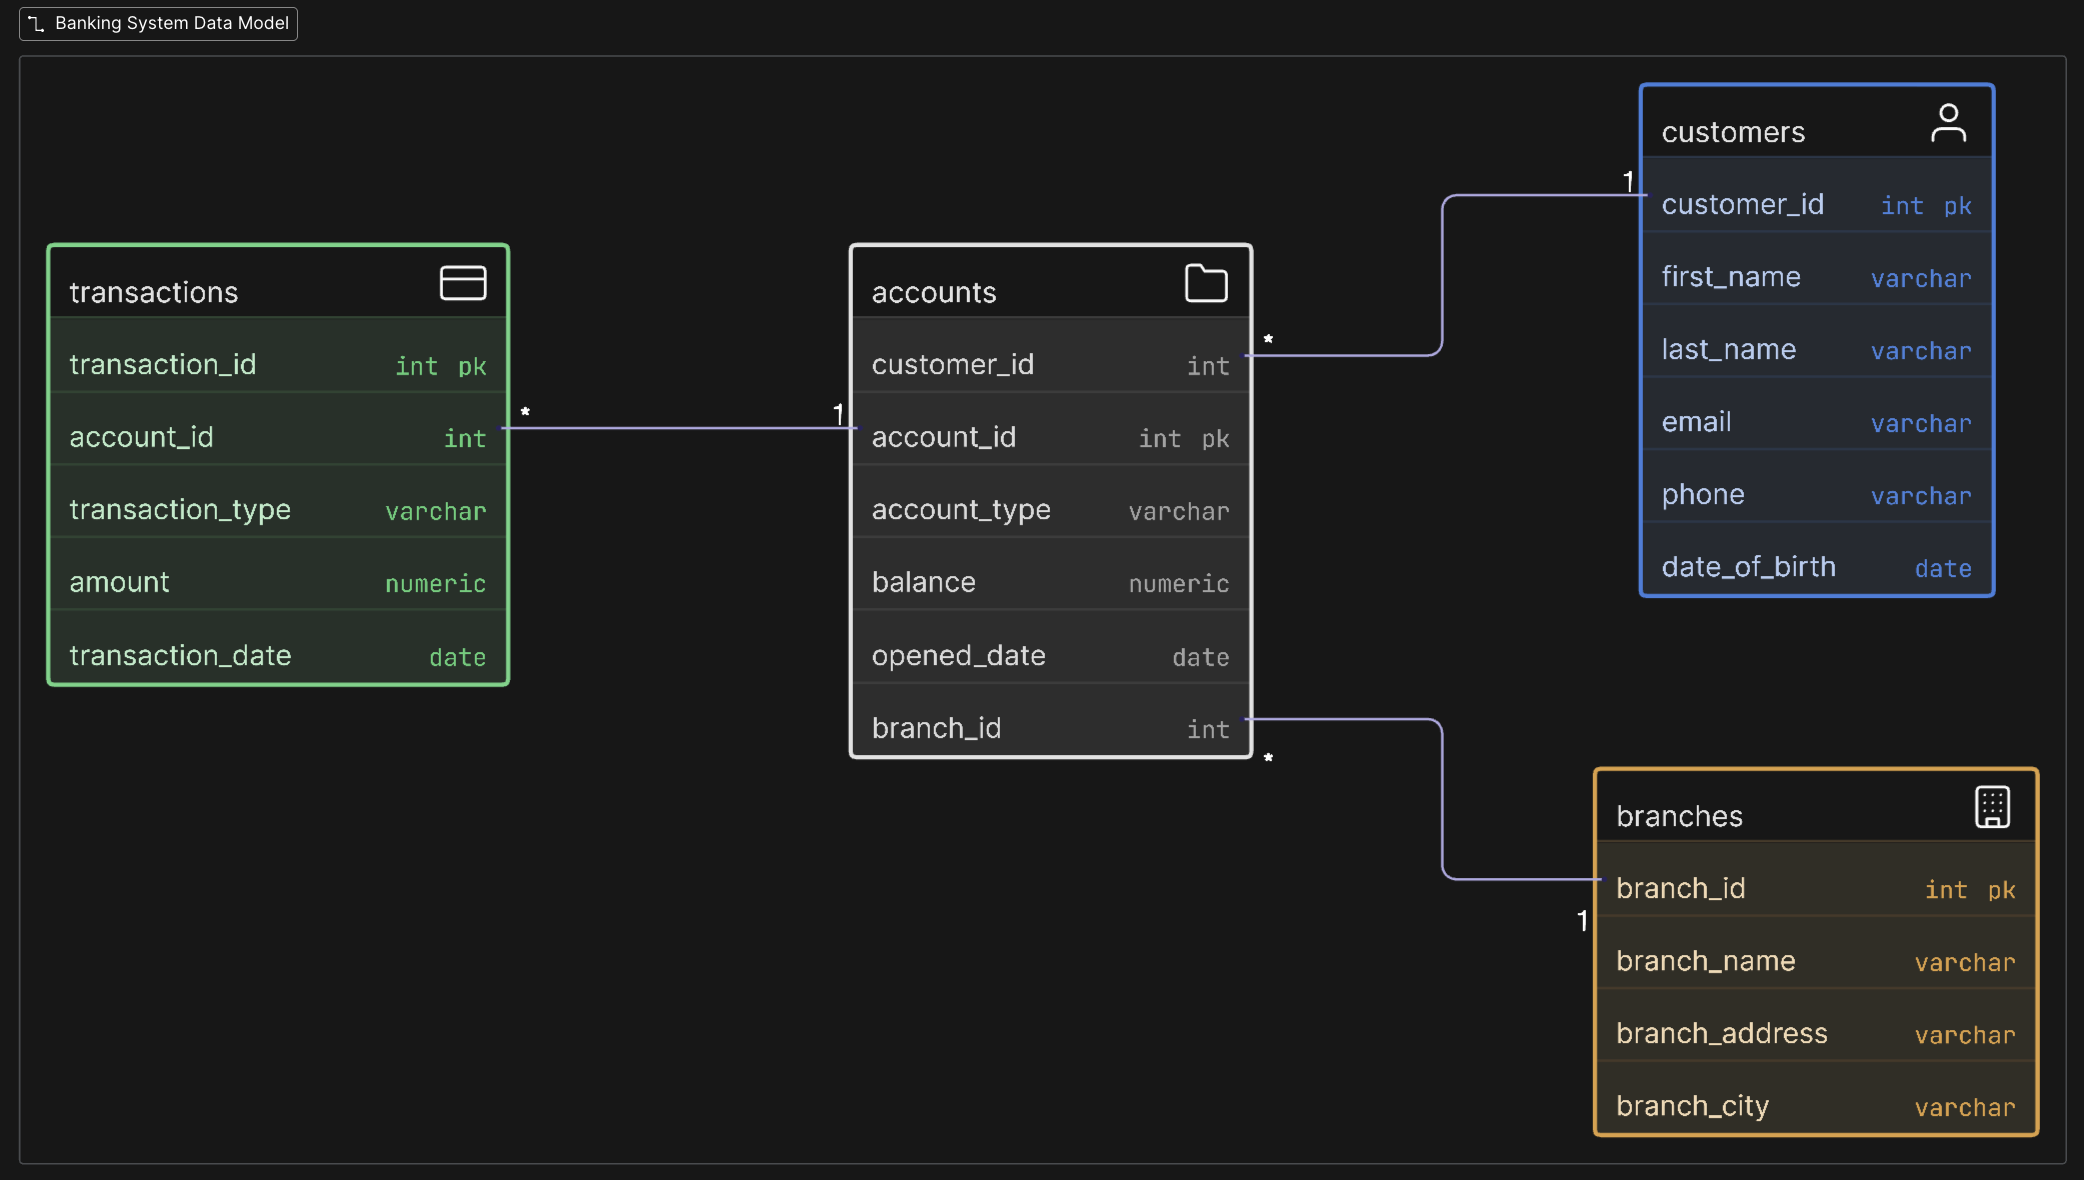 Banking System Data Model
transactions
transaction_id int pk
account_id int
transaction_type varchar
amount numeric
transaction_date date
*
1
accounts
customer_id int
account_id int pk
account_type varchar
balance numeric
opened_date date
branch_id int
*
1
*
1
customers
customer_id int pk
first_name varchar
last_name varchar
email varchar
phone varchar
date_of_birth date
branches
branch_id int pk
branch_name varchar
branch_address varchar
branch_city varchar